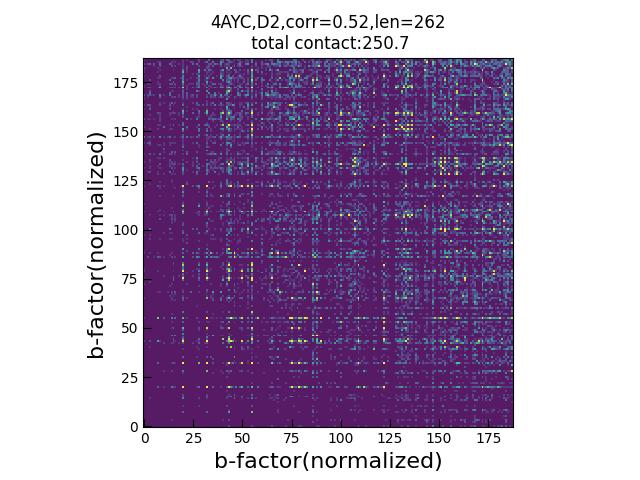 4AYC,D2,corr=0.52,len=262
total contact:250.7
175
150
125
100
75
50
25
0
b-factor(normalized)
0 25 50 75 100 125 150 175
b-factor(normalized)